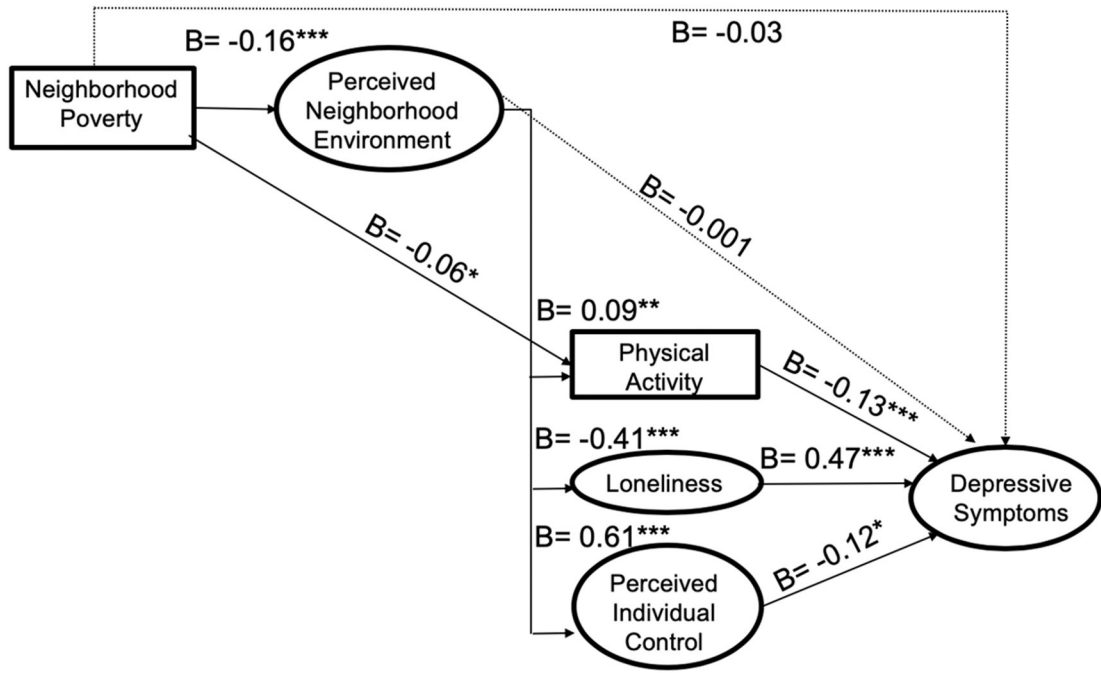 B= -0.16***
B= -0.03
Neighborhood
Poverty
Perceived
Neighborhood
Environment
B= -0.001
B= -0.06*
B= 0.09**
Physical
Activity
B= -0.13***
B= -0.41***
B= 0.47***
Loneliness
Depressive
Symptoms
B= 0.61***
B= -0.12*
Perceived
Individual
Control